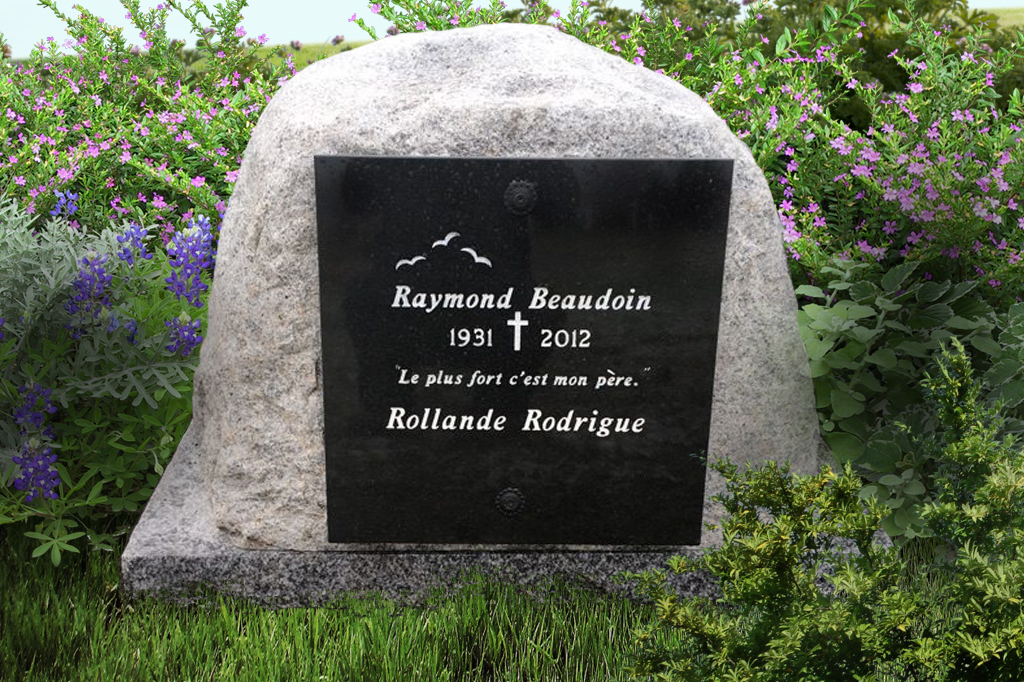 Raymond Beaudoin
1931 ✝ 2012
"Le plus fort c'est mon père."
Rollande Rodrigue